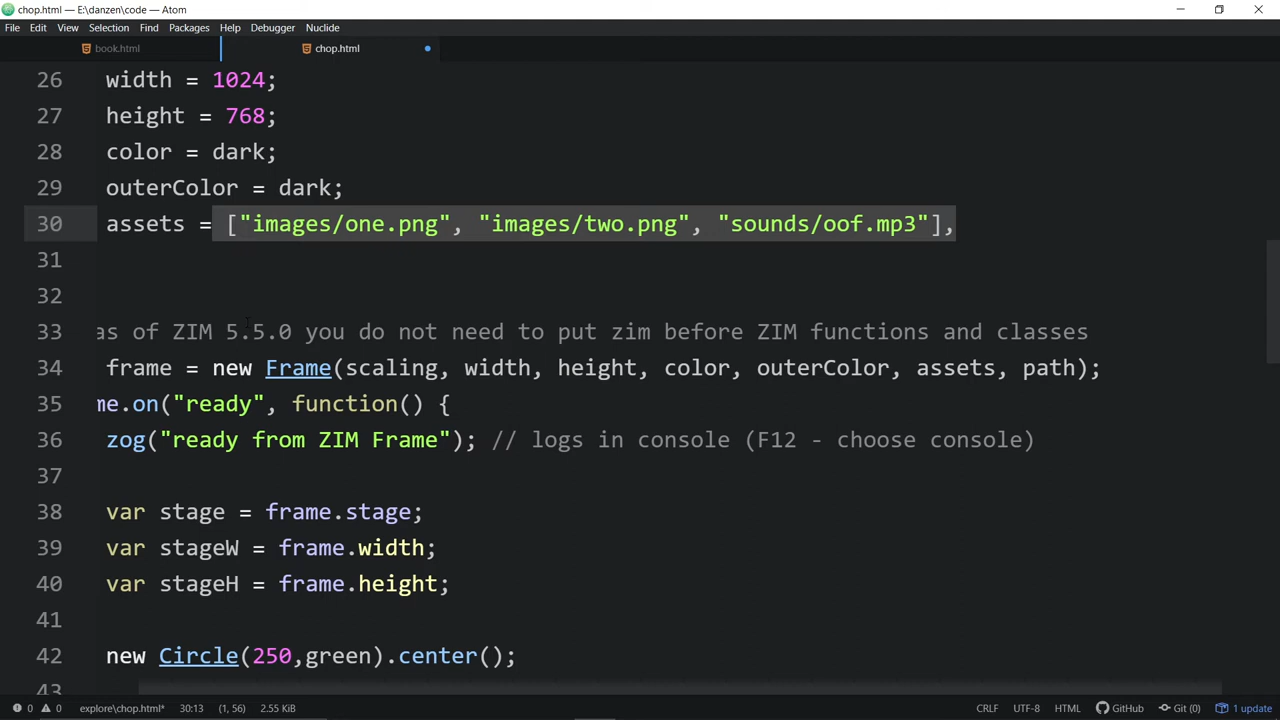 chop.html — E:\danzen\code — Atom
File Edit View Selection Find Packages Help Debugger Nuclide
book.html chop.html
26 width = 1024;
27 height = 768;
28 color = dark;
29 outerColor = dark;
30 assets = ["images/one.png", "images/two.png", "sounds/oof.mp3"],
31
32
33 as of ZIM 5.5.0 you do not need to put zim before ZIM functions and classes
34 frame = new Frame(scaling, width, height, color, outerColor, assets, path);
35 me.on("ready", function() {
36 zog("ready from ZIM Frame"); // logs in console (F12 - choose console)
37
38 var stage = frame.stage;
39 var stageW = frame.width;
40 var stageH = frame.height;
41
42 new Circle(250,green).center();
43
0 0 explore\chop.html* 30:13 (1, 56) 2.55 KiB CRLF UTF-8 HTML GitHub Git (0) 1 update